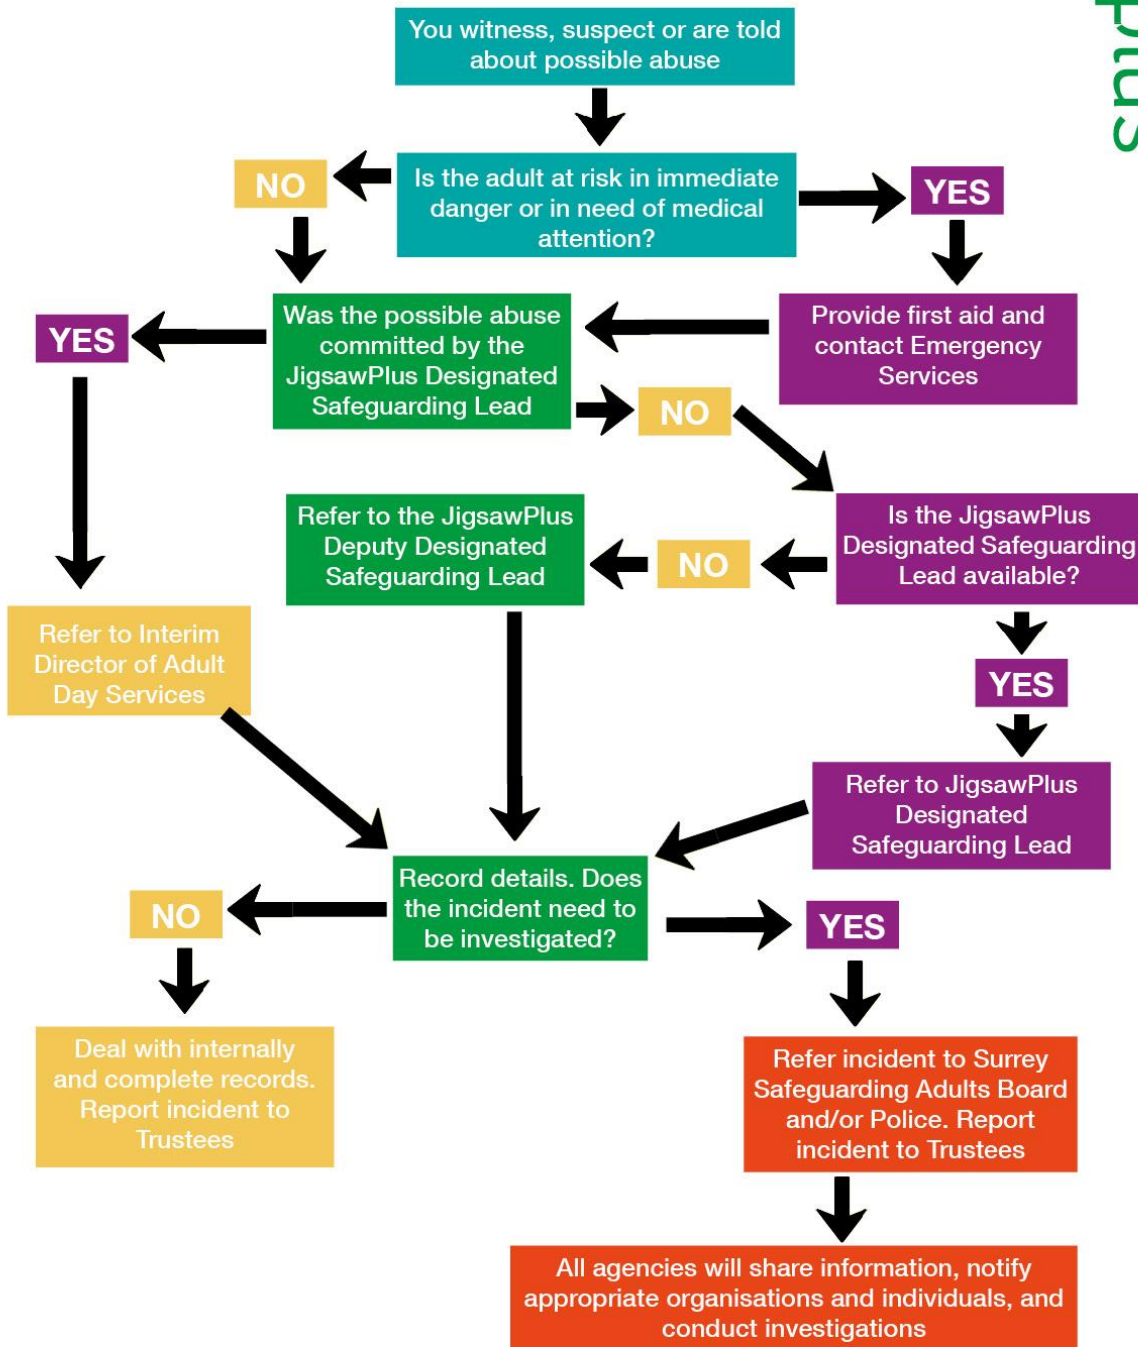 plus
You witness, suspect or are told
about possible abuse
NO
Is the adult at risk in immediate
danger or in need of medical
attention?
YES
YES
Was the possible abuse
committed by the
JigsawPlus Designated
Safeguarding Lead
Provide first aid and
contact Emergency
Services
NO
Refer to the JigsawPlus
Deputy Designated
Safeguarding Lead
NO
Is the JigsawPlus
Designated Safeguarding
Lead available?
Refer to Interim
Director of Adult
Day Services
YES
Refer to JigsawPlus
Designated
Safeguarding Lead
NO
Record details. Does
the incident need to
be investigated?
YES
Deal with internally
and complete records.
Report incident to
Trustees
Refer incident to Surrey
Safeguarding Adults Board
and/or Police. Report
incident to Trustees
All agencies will share information, notify
appropriate organisations and individuals, and
conduct investigations